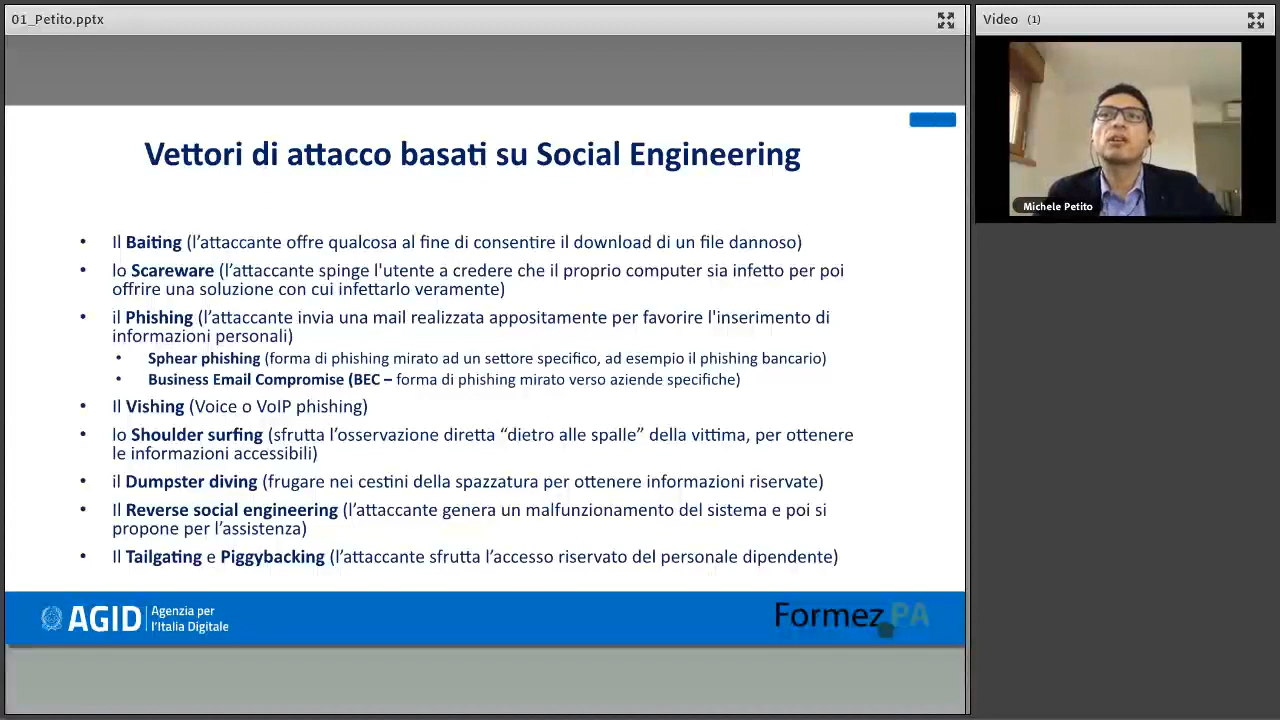 01_Petito.pptx
Video (1)
Vettori di attacco basati su Social Engineering
• Il Baiting (l'attaccante offre qualcosa al fine di consentire il download di un file dannoso)
• lo Scareware (l'attaccante spinge l'utente a credere che il proprio computer sia infetto per poi
offrire una soluzione con cui infettarlo veramente)
• il Phishing (l'attaccante invia una mail realizzata appositamente per favorire l'inserimento di
informazioni personali)
• Sphear phishing (forma di phishing mirato ad un settore specifico, ad esempio il phishing bancario)
• Business Email Compromise (BEC – forma di phishing mirato verso aziende specifiche)
• Il Vishing (Voice o VoIP phishing)
• lo Shoulder surfing (sfrutta l'osservazione diretta “dietro alle spalle” della vittima, per ottenere
le informazioni accessibili)
• il Dumpster diving (frugare nei cestini della spazzatura per ottenere informazioni riservate)
• Il Reverse social engineering (l'attaccante genera un malfunzionamento del sistema e poi si
propone per l'assistenza)
• Il Tailgating e Piggybacking (l'attaccante sfrutta l'accesso riservato del personale dipendente)
AGID
Agenzia per
l'Italia Digitale
Formez PA
Michele Petito